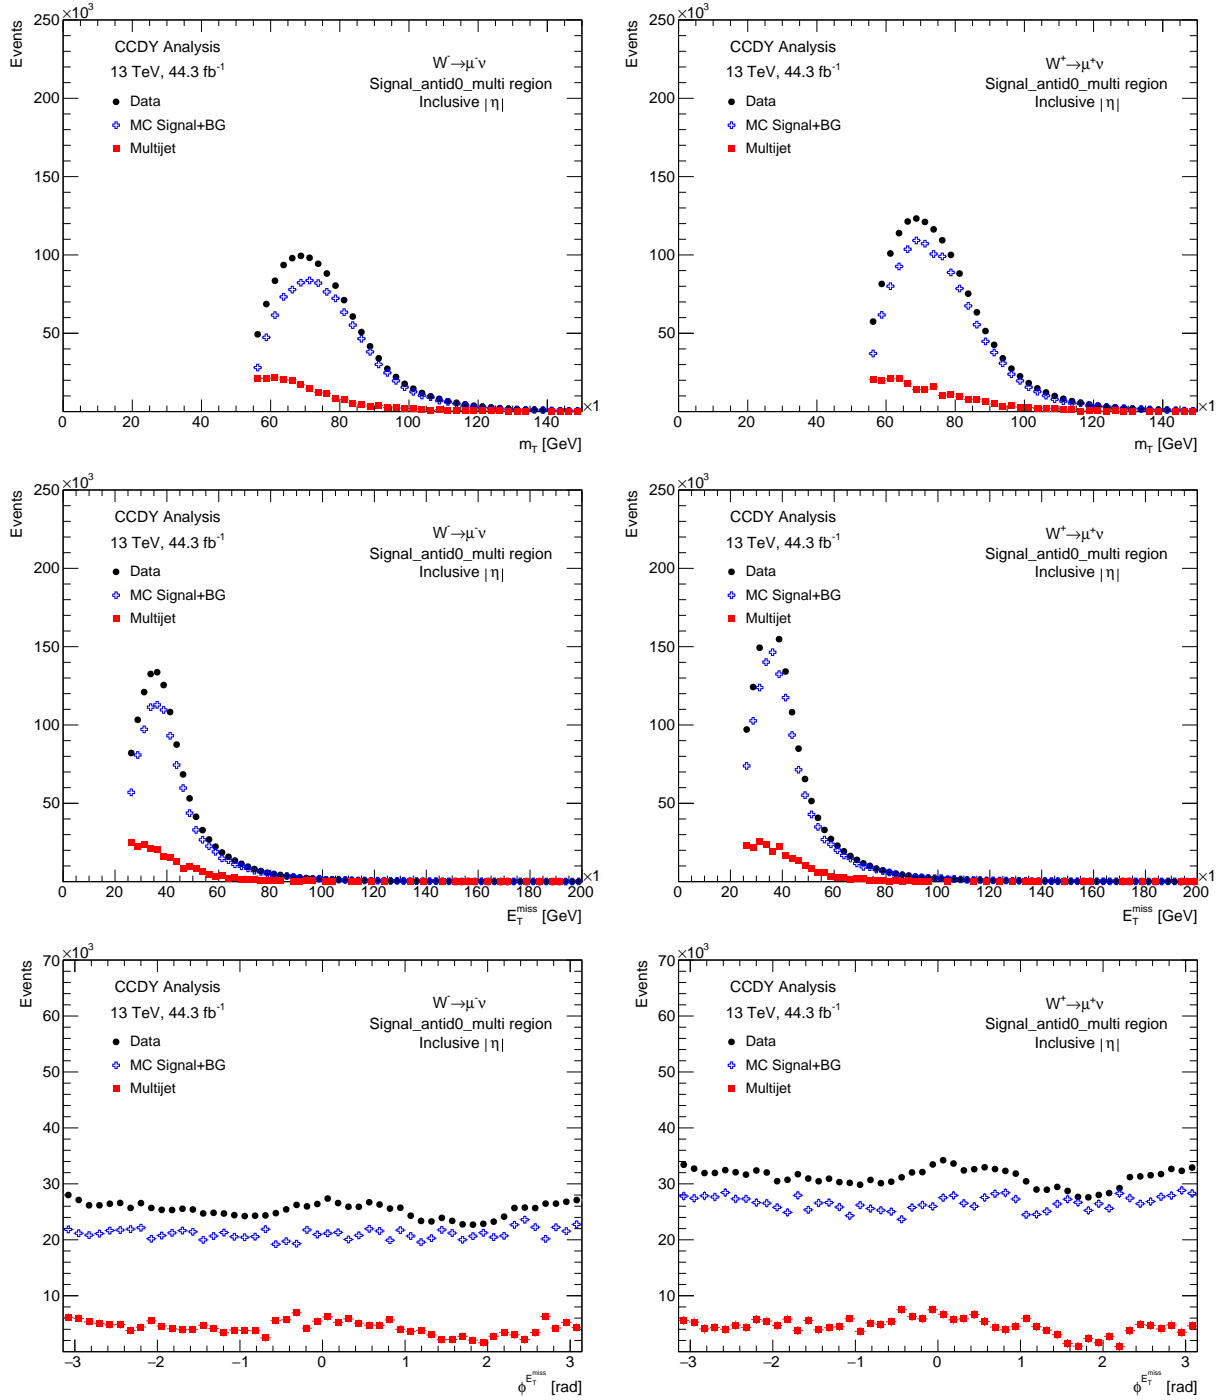 ×10³
Events
250
200
150
100
50
CCDY Analysis
13 TeV, 44.3 fb⁻¹
Data
MC Signal+BG
Multijet
W⁻→μ⁻ν
Signal_antid0_multi region
Inclusive |η|
0 20 40 60 80 100 120 140
×1
m_T [GeV]
×10³
Events
250
200
150
100
50
CCDY Analysis
13 TeV, 44.3 fb⁻¹
Data
MC Signal+BG
Multijet
W⁺→μ⁺ν
Signal_antid0_multi region
Inclusive |η|
0 20 40 60 80 100 120 140
×1
m_T [GeV]
×10³
Events
250
200
150
100
50
CCDY Analysis
13 TeV, 44.3 fb⁻¹
Data
MC Signal+BG
Multijet
W⁻→μ⁻ν
Signal_antid0_multi region
Inclusive |η|
0 20 40 60 80 100 120 140 160 180 200
×1
E_T^miss [GeV]
×10³
Events
250
200
150
100
50
CCDY Analysis
13 TeV, 44.3 fb⁻¹
Data
MC Signal+BG
Multijet
W⁺→μ⁺ν
Signal_antid0_multi region
Inclusive |η|
0 20 40 60 80 100 120 140 160 180 200
×1
E_T^miss [GeV]
×10³
Events
70
60
50
40
30
20
10
CCDY Analysis
13 TeV, 44.3 fb⁻¹
Data
MC Signal+BG
Multijet
W⁻→μ⁻ν
Signal_antid0_multi region
Inclusive |η|
−3 −2 −1 0 1 2 3
φ^E_T^miss [rad]
×10³
Events
70
60
50
40
30
20
10
CCDY Analysis
13 TeV, 44.3 fb⁻¹
Data
MC Signal+BG
Multijet
W⁺→μ⁺ν
Signal_antid0_multi region
Inclusive |η|
−3 −2 −1 0 1 2 3
φ^E_T^miss [rad]